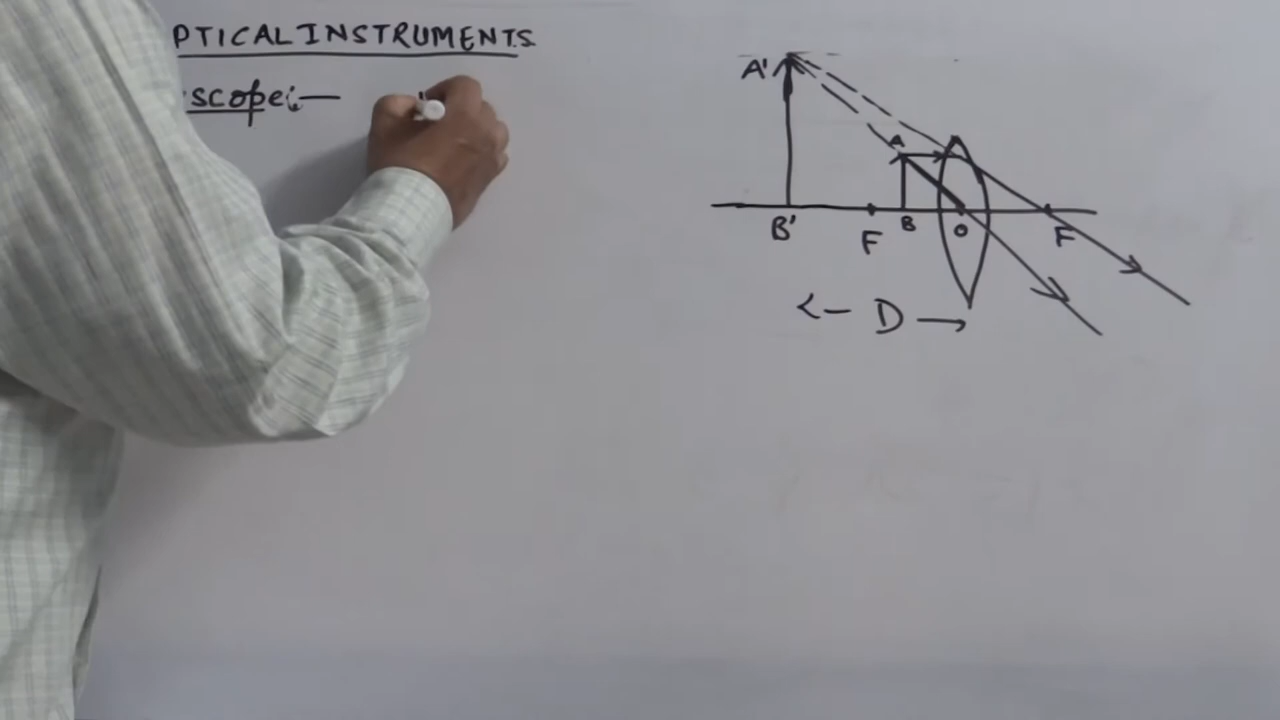 PTICAL INSTRUMENTS
scope:—
A'
A
B'
F
B
O
F
D